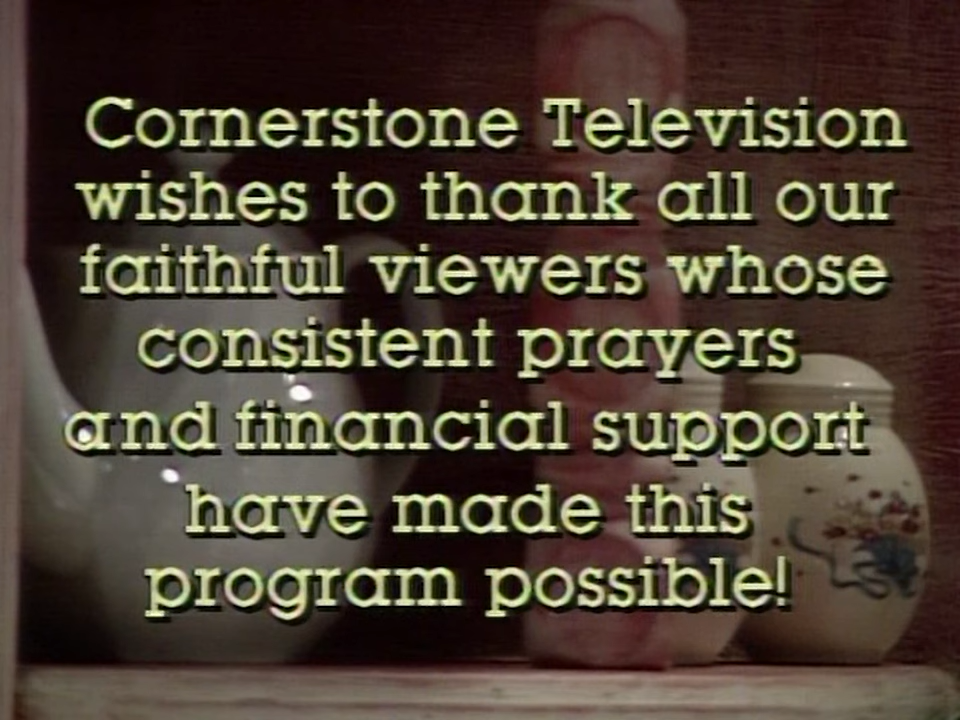 Cornerstone Television
wishes to thank all our
faithful viewers whose
consistent prayers
and financial support
have made this
program possible!